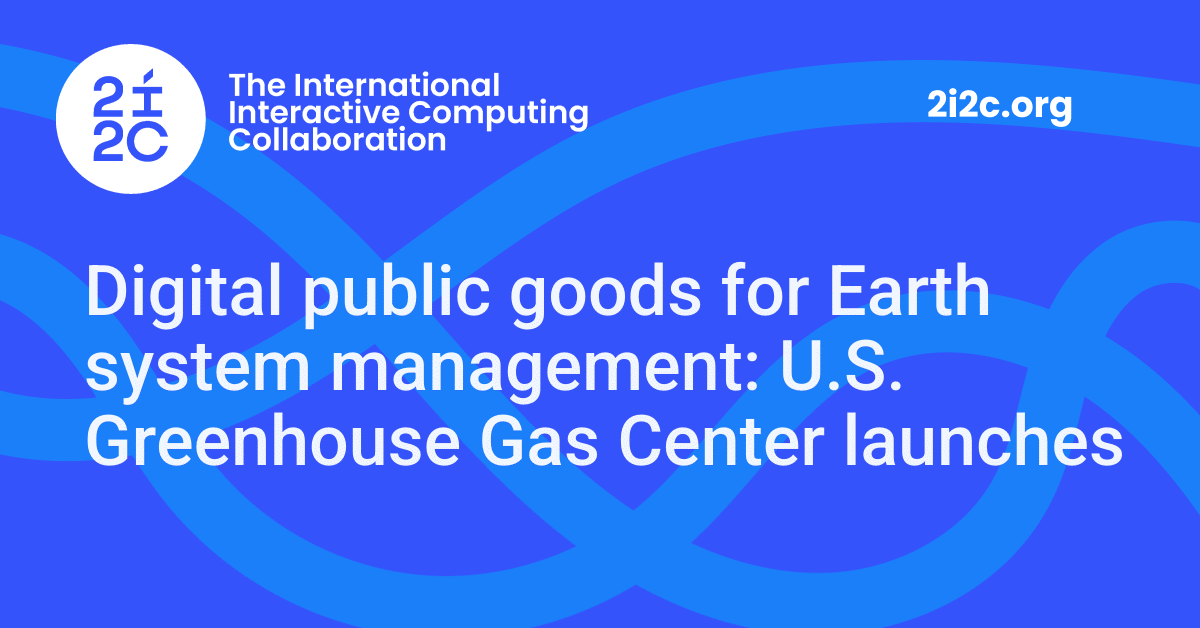 2í
2C
The International
Interactive Computing
Collaboration
2i2c.org
Digital public goods for Earth
system management: U.S.
Greenhouse Gas Center launches